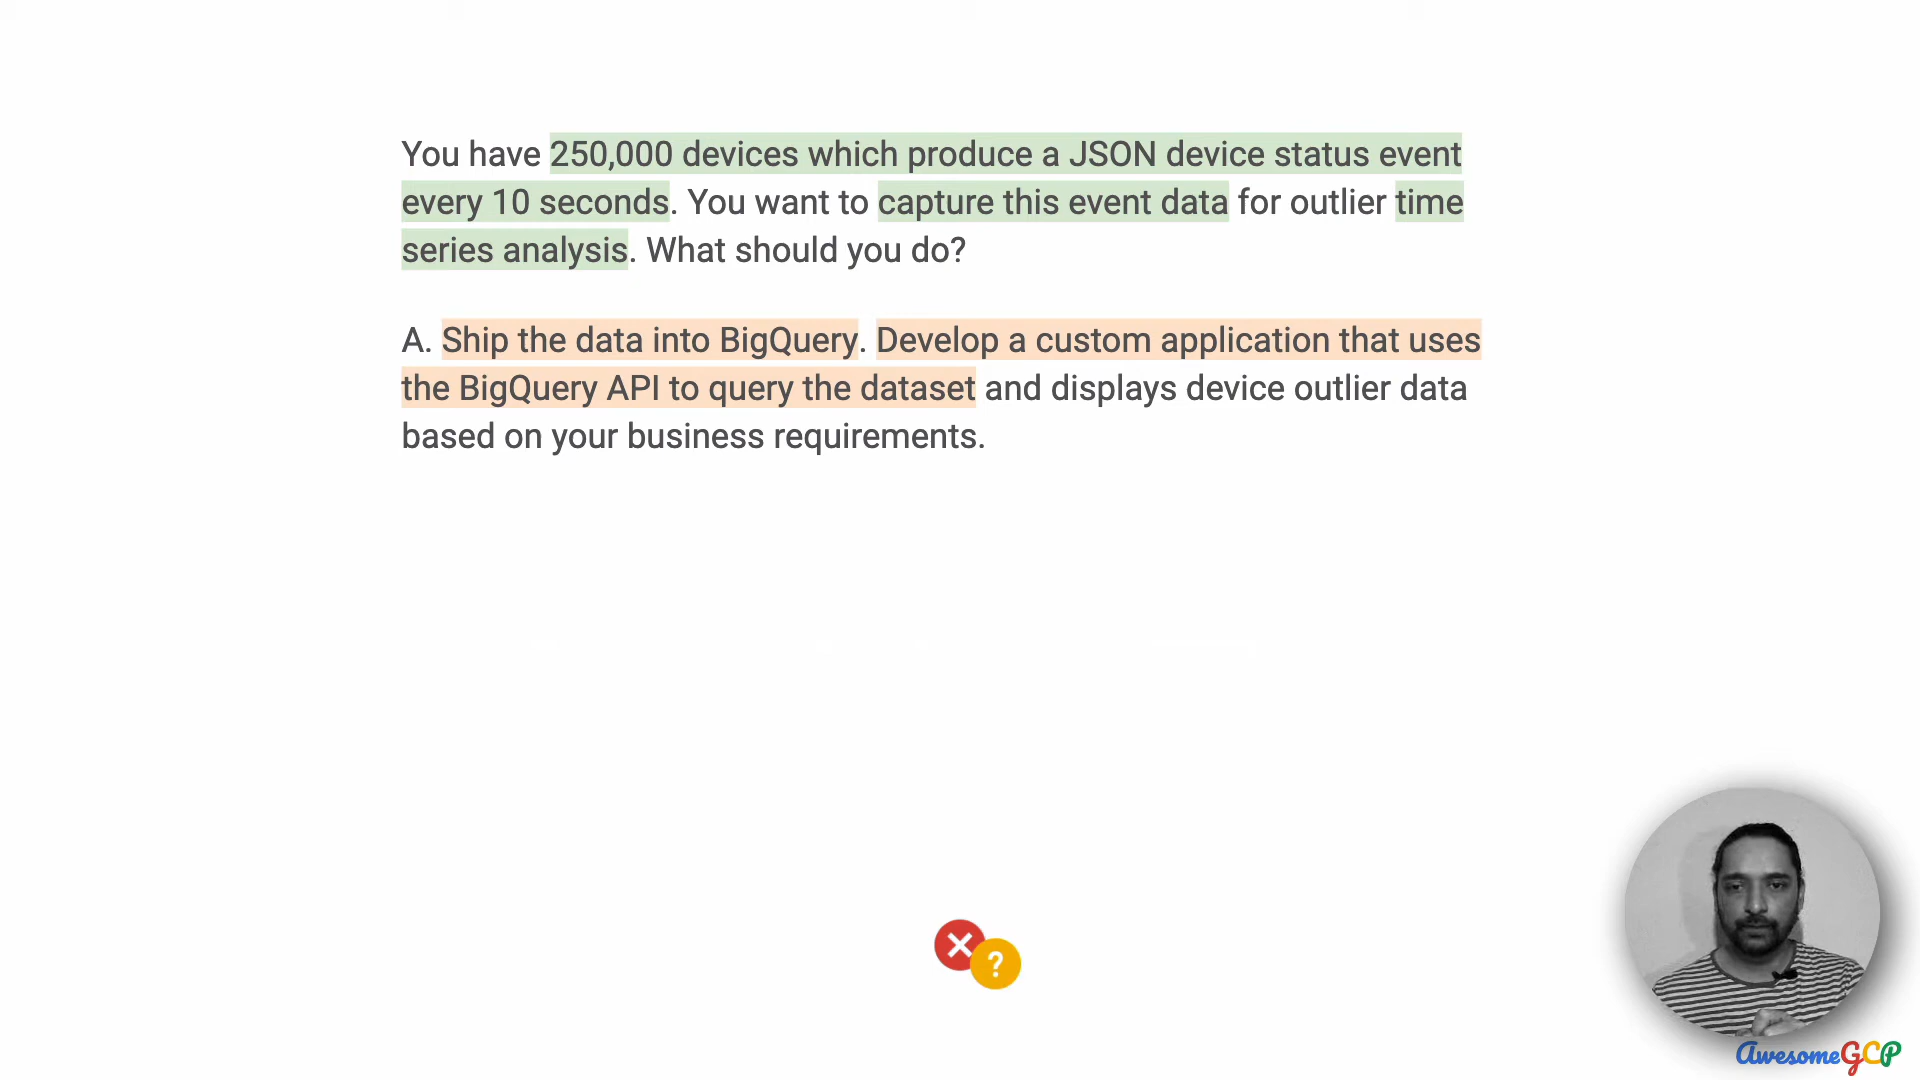 You have 250,000 devices which produce a JSON device status event
every 10 seconds. You want to capture this event data for outlier time
series analysis. What should you do?
A. Ship the data into BigQuery. Develop a custom application that uses
the BigQuery API to query the dataset and displays device outlier data
based on your business requirements.
?
AwesomeGCP